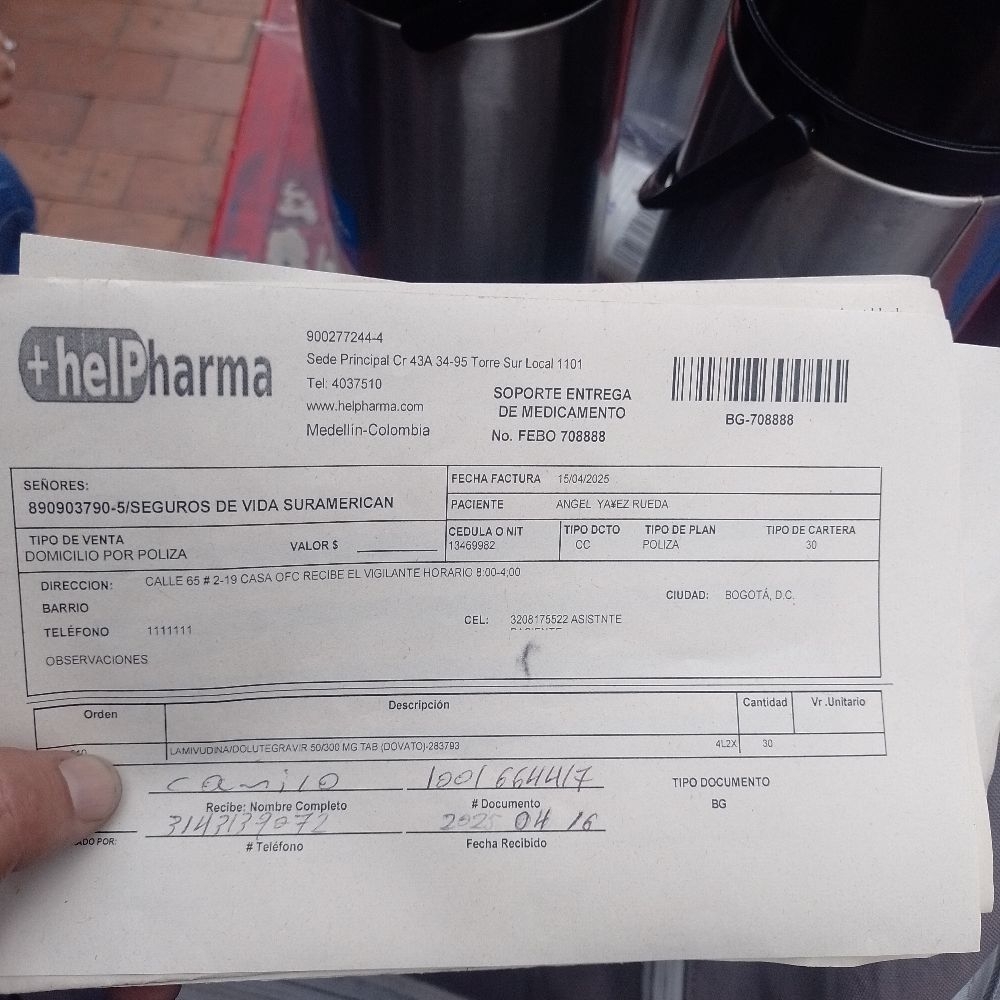 +helPharma
900277244-4
Sede Principal Cr 43A 34-95 Torre Sur Local 1101
Tel: 4037510
www.helpharma.com
Medellín-Colombia
SOPORTE ENTREGA
DE MEDICAMENTO
No. FEBO 708888
BG-708888
SEÑORES:
890903790-5/SEGUROS DE VIDA SURAMERICAN
FECHA FACTURA 15/04/2025
PACIENTE ANGEL YA¥EZ RUEDA
TIPO DE VENTA
DOMICILIO POR POLIZA
VALOR $
CEDULA O NIT
13469982
TIPO DCTO
CC
TIPO DE PLAN
POLIZA
TIPO DE CARTERA
30
DIRECCION: CALLE 65 # 2-19 CASA OFC RECIBE EL VIGILANTE HORARIO 8:00-4;00
BARRIO
CIUDAD: BOGOTÁ, D.C.
TELÉFONO 1111111
CEL: 3208175522 ASISTNTE
OBSERVACIONES
Orden Descripción Cantidad Vr .Unitario
LAMIVUDINA/DOLUTEGRAVIR 50/300 MG TAB (DOVATO)-283793 4L2X 30
Camilo 1001664417
Recibe: Nombre Completo # Documento
TIPO DOCUMENTO
BG
3143139072 2025 04 16
ADO POR: # Teléfono Fecha Recibido